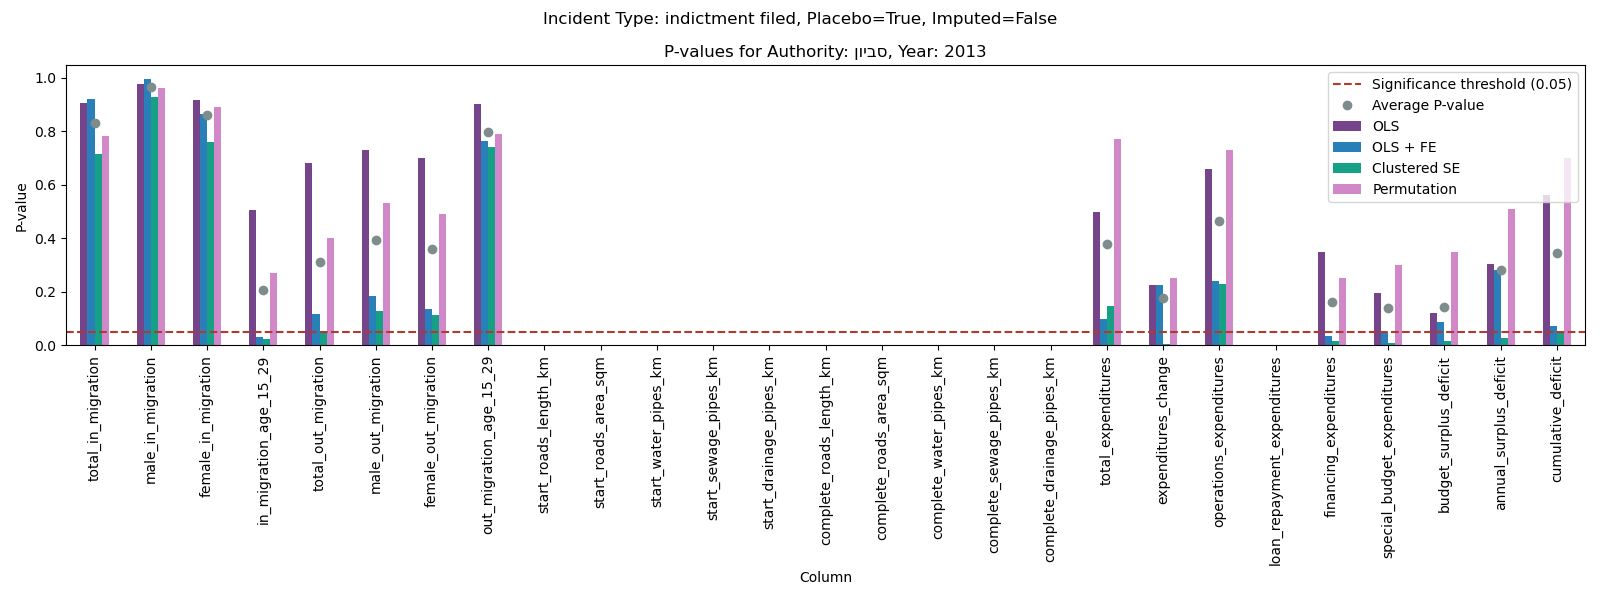 Incident Type: indictment filed, Placebo=True, Imputed=False
P-values for Authority: סביון, Year: 2013
P-value
1.0
0.8
0.6
0.4
0.2
0.0
Significance threshold (0.05)
Average P-value
OLS
OLS + FE
Clustered SE
Permutation
total_in_migration
male_in_migration
female_in_migration
in_migration_age_15_29
total_out_migration
male_out_migration
female_out_migration
out_migration_age_15_29
start_roads_length_km
start_roads_area_sqm
start_water_pipes_km
start_sewage_pipes_km
start_drainage_pipes_km
complete_roads_length_km
complete_roads_area_sqm
complete_water_pipes_km
complete_sewage_pipes_km
complete_drainage_pipes_km
total_expenditures
expenditures_change
operations_expenditures
loan_repayment_expenditures
financing_expenditures
special_budget_expenditures
budget_surplus_deficit
annual_surplus_deficit
cumulative_deficit
Column